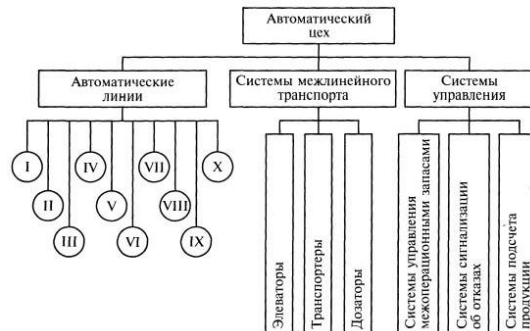 Автоматический
цех
Автоматические
линии
Системы межлинейного
транспорта
Системы
управления
I
II
III
IV
V
VI
VII
VIII
IX
X
Элеваторы
Транспортеры
Дозаторы
Системы управления
межоперационными запасами
Системы сигнализации
об отказах
Системы подсчета
продукции